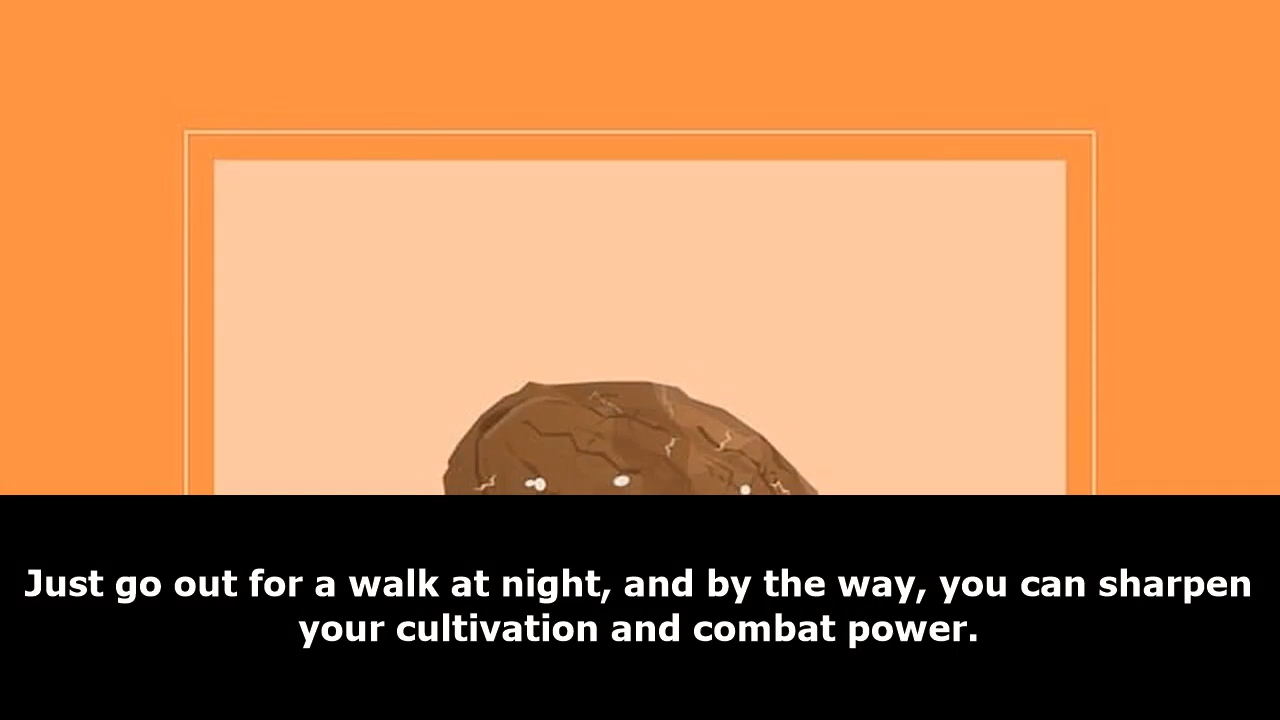 Just go out for a walk at night, and by the way, you can sharpen
your cultivation and combat power.